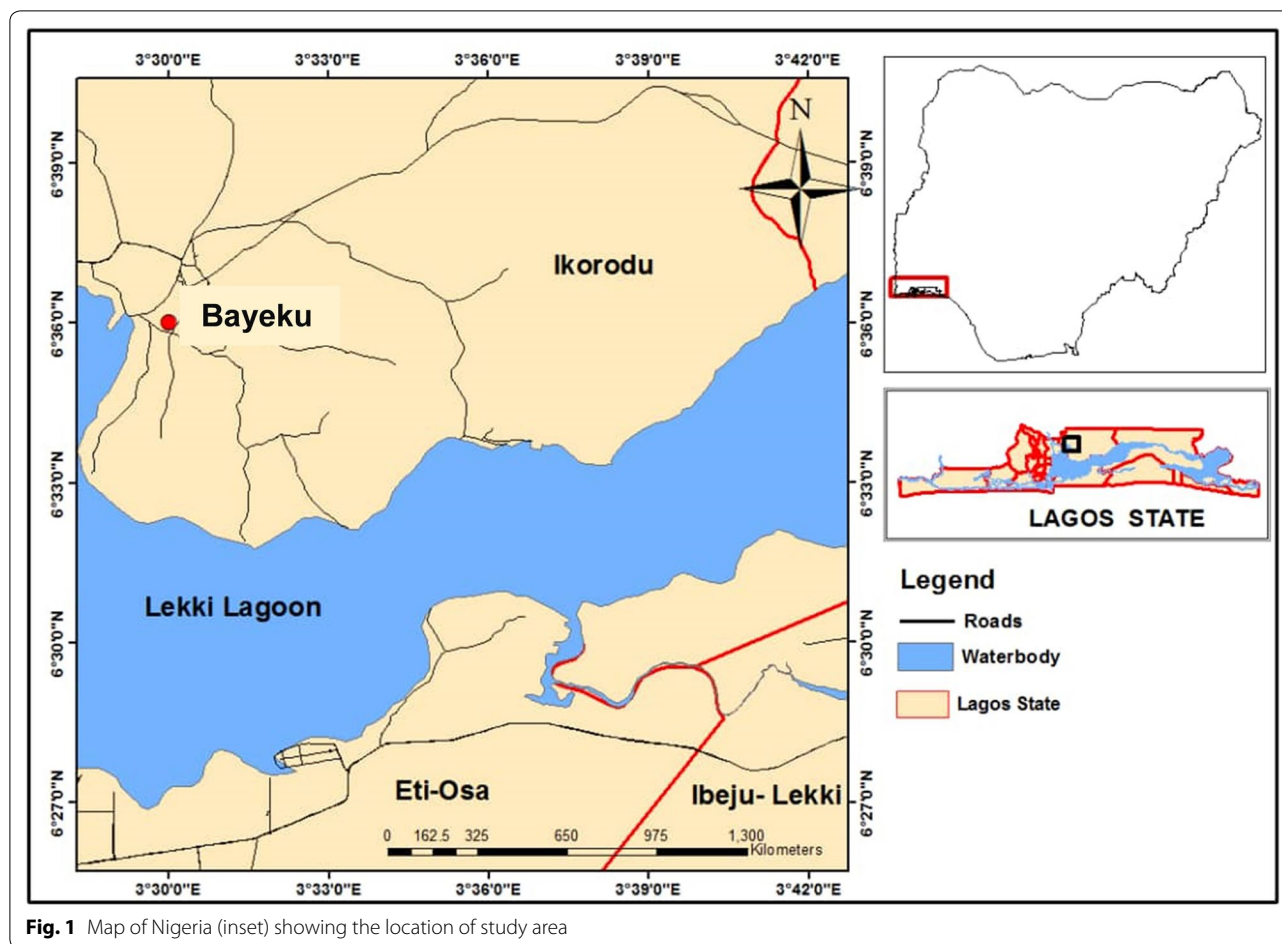 3°30'0"E
3°33'0"E
3°36'0"E
3°39'0"E
3°42'0"E
N
6°39'0"N
6°39'0"N
Ikorodu
Bayeku
6°36'0"N
6°36'0"N
6°33'0"N
6°33'0"N
LAGOS STATE
Legend
Roads
Waterbody
Lagos State
Lekki Lagoon
6°30'0"N
6°30'0"N
Eti-Osa
Ibeju- Lekki
6°27'0"N
6°27'0"N
0 162.5 325 650 975 1,300
Kilometers
3°30'0"E
3°33'0"E
3°36'0"E
3°39'0"E
3°42'0"E
Fig. 1 Map of Nigeria (inset) showing the location of study area